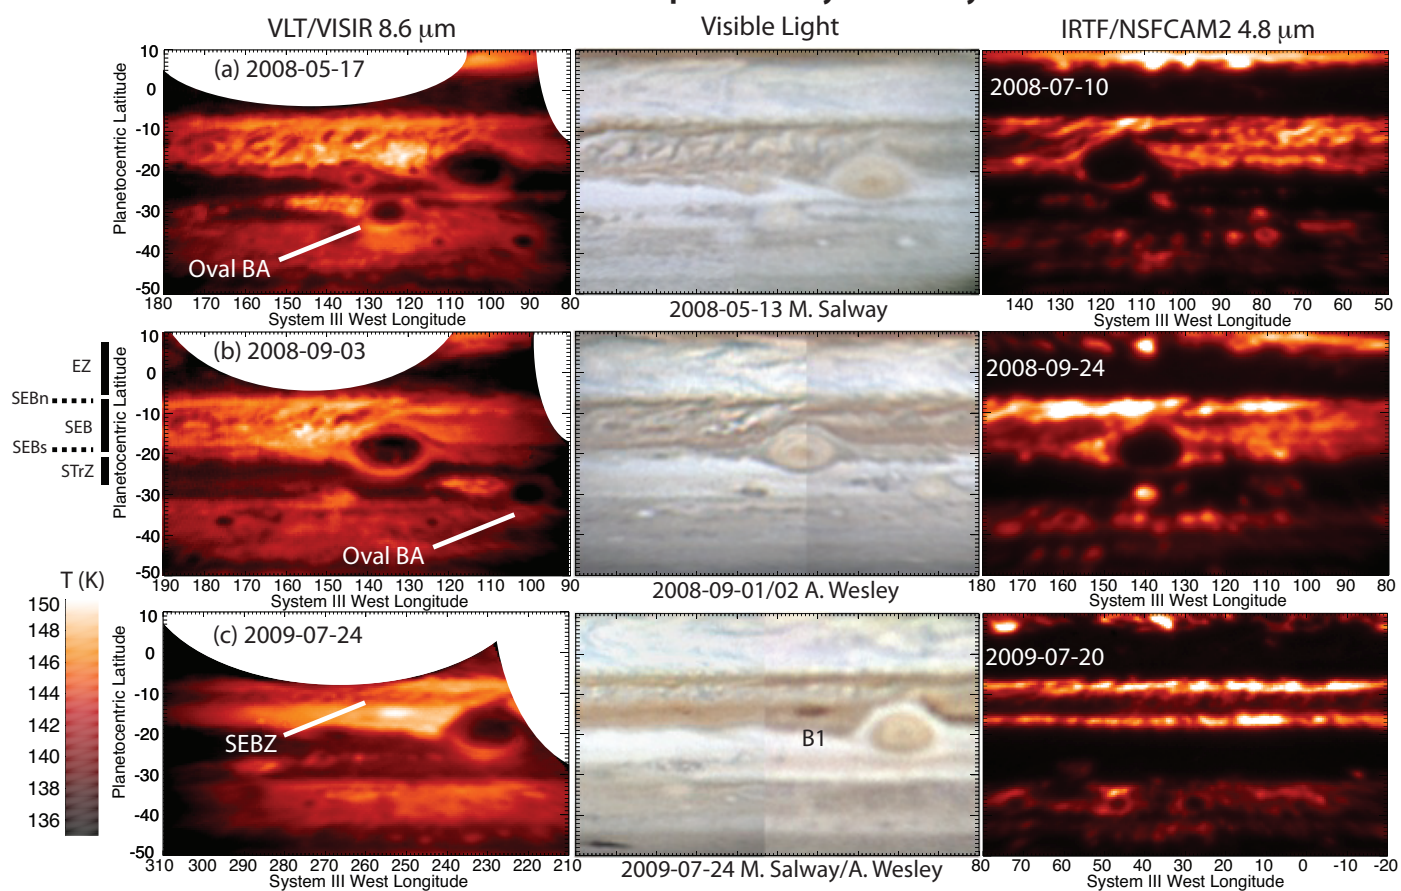 VLT/VISIR 8.6 μm
Visible Light
IRTF/NSFCAM2 4.8 μm
(a) 2008-05-17
2008-07-10
Planetocentric Latitude
10
0
-10
-20
-30
-40
-50
Oval BA
180 170 160 150 140 130 120 110 100 90 80
System III West Longitude
2008-05-13 M. Salway
140 130 120 110 100 90 80 70 60 50
System III West Longitude
(b) 2008-09-03
2008-09-24
EZ
SEBn
SEB
SEBs
STrZ
Planetocentric Latitude
10
0
-10
-20
-30
-40
-50
Oval BA
190 180 170 160 150 140 130 120 110 100 90
System III West Longitude
2008-09-01/02 A. Wesley
180 170 160 150 140 130 120 110 100 90 80
System III West Longitude
T (K)
150
148
146
144
142
140
138
136
(c) 2009-07-24
2009-07-20
Planetocentric Latitude
10
0
-10
-20
-30
-40
-50
SEBZ
B1
310 300 290 280 270 260 250 240 230 220 210
System III West Longitude
2009-07-24 M. Salway/A. Wesley
80 70 60 50 40 30 20 10 0 -10 -20
System III West Longitude